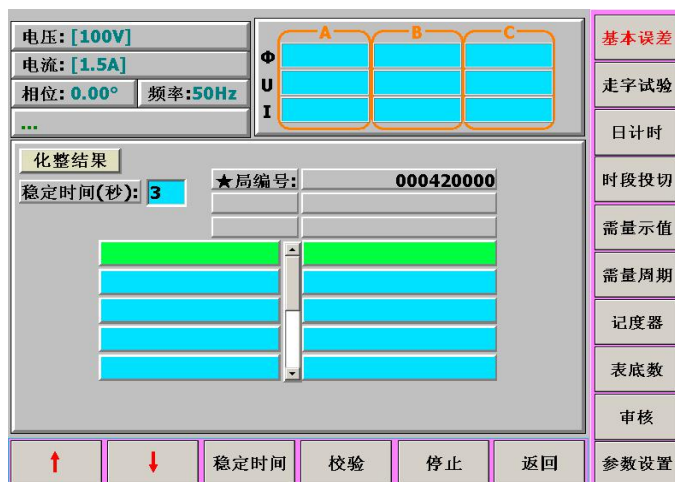 电压: [100V]
电流: [1.5A]
相位: 0.00° 频率:50Hz
...
A B C
Φ
U
I
化整结果
稳定时间(秒): 3
★局编号: 000420000
基本误差
走字试验
日计时
时段投切
需量示值
需量周期
记度器
表底数
审核
参数设置
↑ ↓ 稳定时间 校验 停止 返回